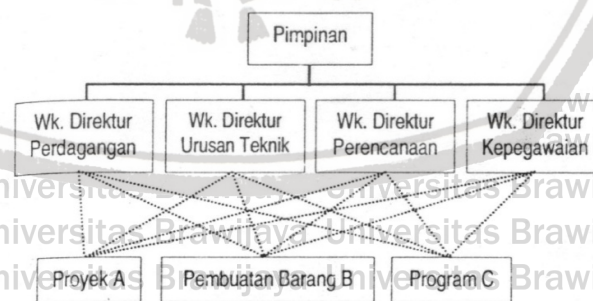 Pimpinan
Wk. Direktur
Perdagangan
Wk. Direktur
Urusan Teknik
Wk. Direktur
Perencanaan
Wk. Direktur
Kepegawaian
Proyek A
Pembuatan Barang B
Program C